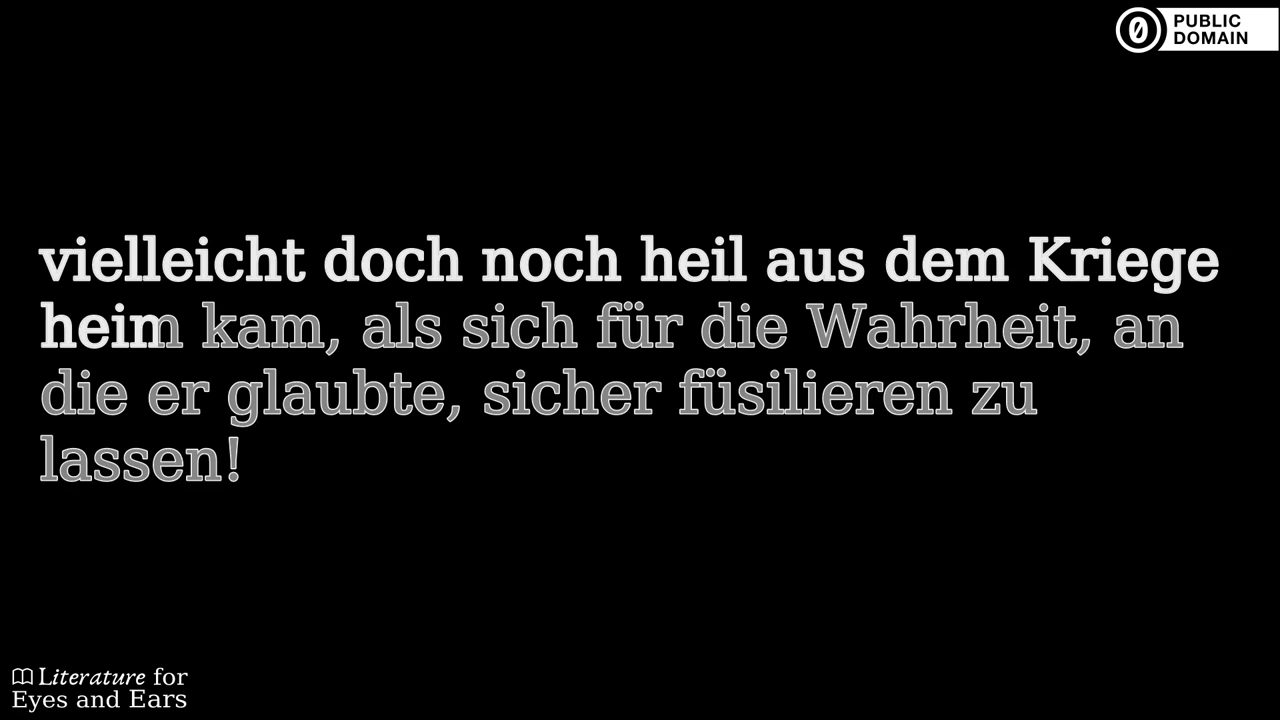 PUBLIC
DOMAIN
vielleicht doch noch heil aus dem Kriege
heim kam, als sich für die Wahrheit, an
die er glaubte, sicher füsilieren zu
lassen!
Literature for
Eyes and Ears